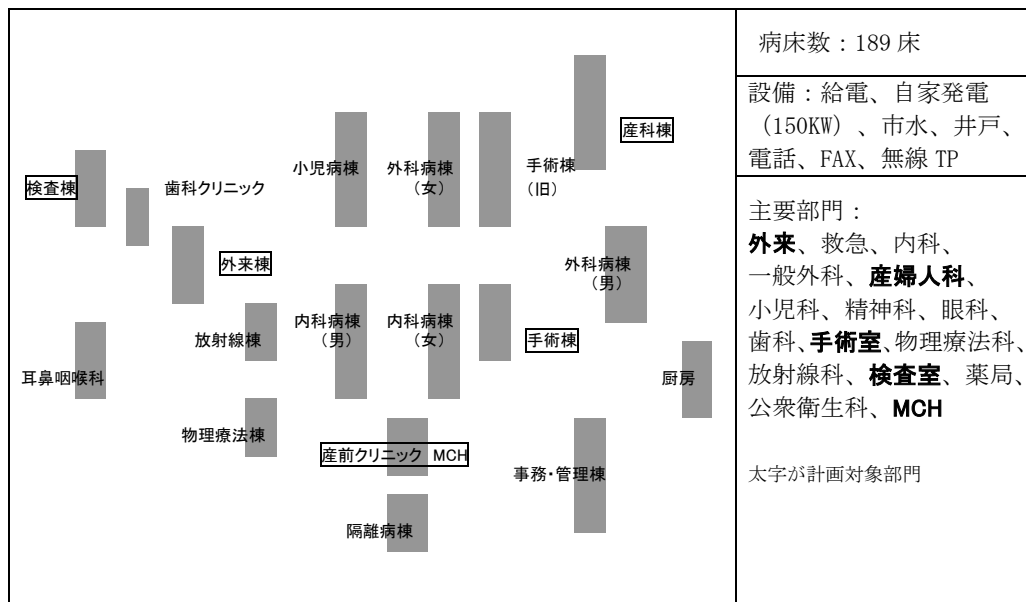 産科棟
小児病棟
外科病棟
（女）
手術棟
（旧）
検査棟
歯科クリニック
外来棟
外科病棟
（男）
放射線棟
内科病棟
（男）
内科病棟
（女）
手術棟
耳鼻咽喉科
厨房
物理療法棟
産前クリニック MCH
事務・管理棟
隔離病棟
病床数：189 床
設備：給電、自家発電
（150KW）、市水、井戸、
電話、FAX、無線 TP
主要部門：
外来、救急、内科、
一般外科、産婦人科、
小児科、精神科、眼科、
歯科、手術室、物理療法科、
放射線科、検査室、薬局、
公衆衛生科、MCH
太字が計画対象部門